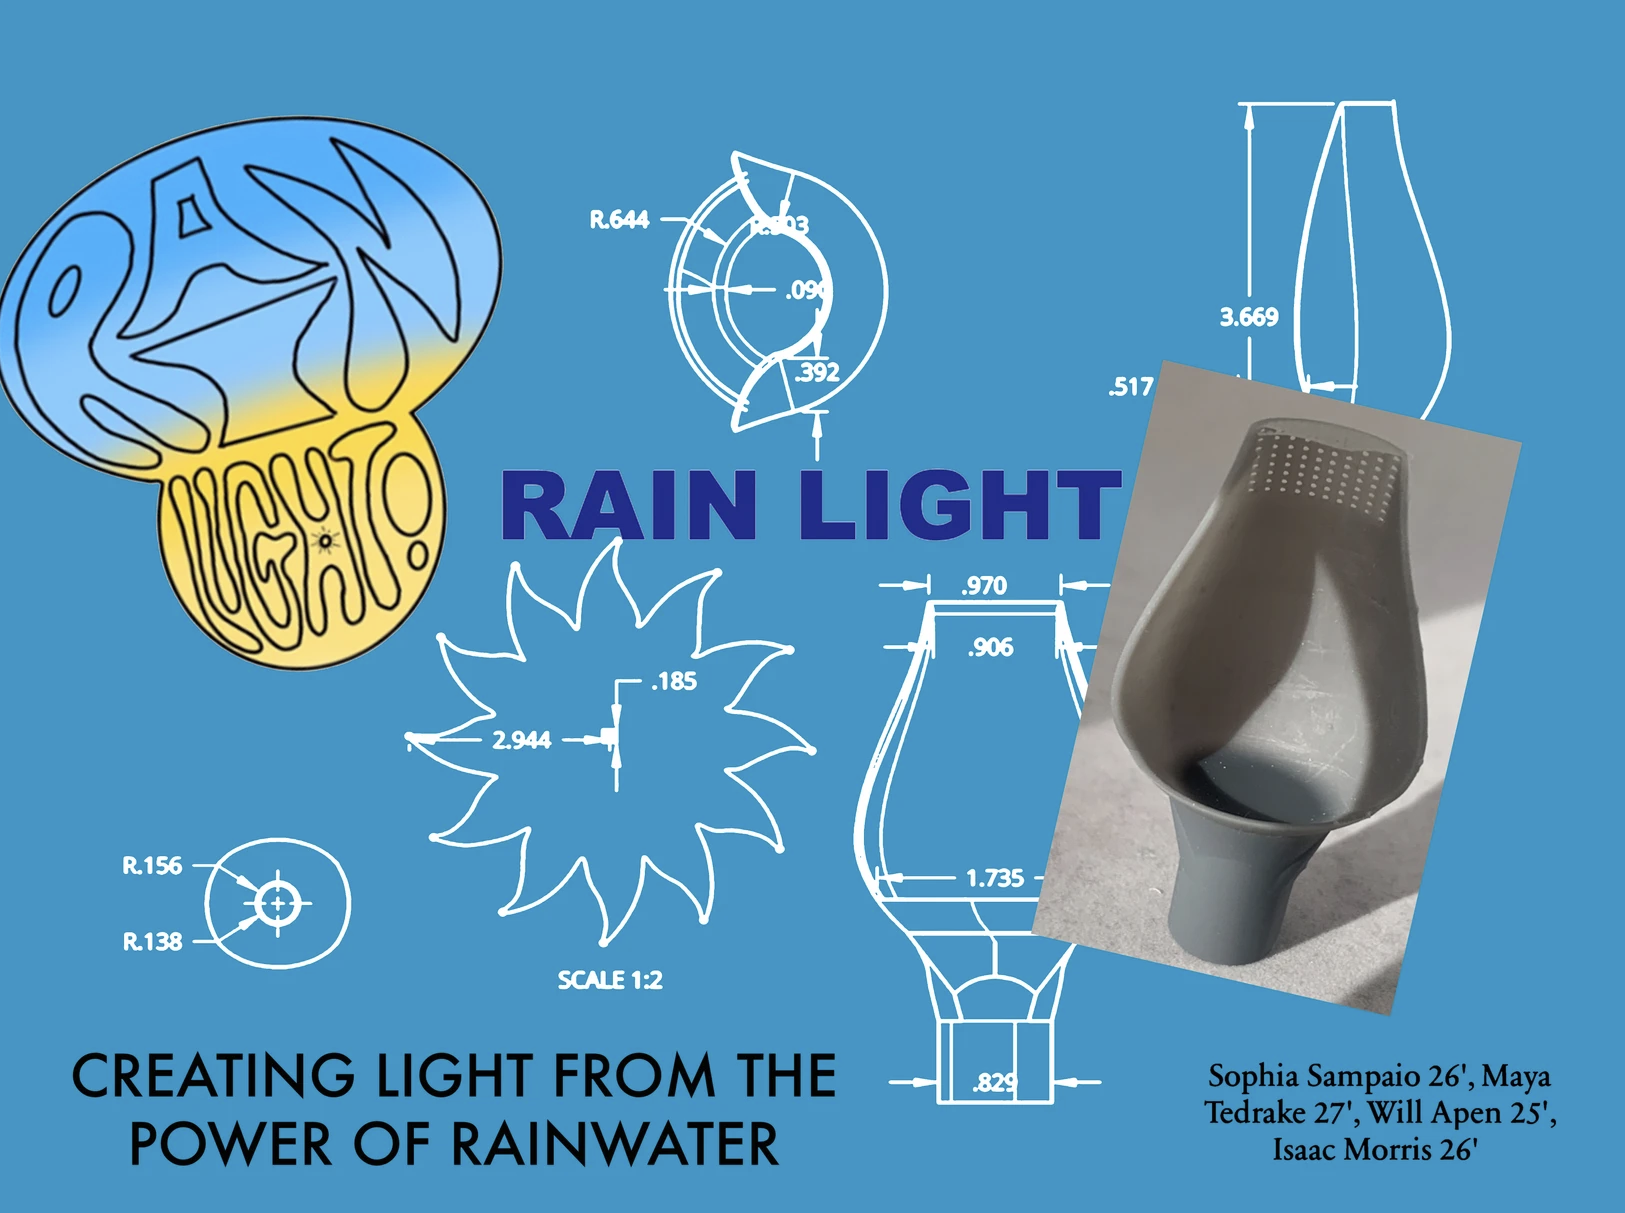 RAIN
LIGHT!
R.644
.392
3.669
.517
RAIN LIGHT
.970
.906
.185
2.944
1.735
R.156
R.138
SCALE 1:2
.829
CREATING LIGHT FROM THE
POWER OF RAINWATER
Sophia Sampaio 26', Maya
Tedrake 27', Will Apen 25',
Isaac Morris 26'